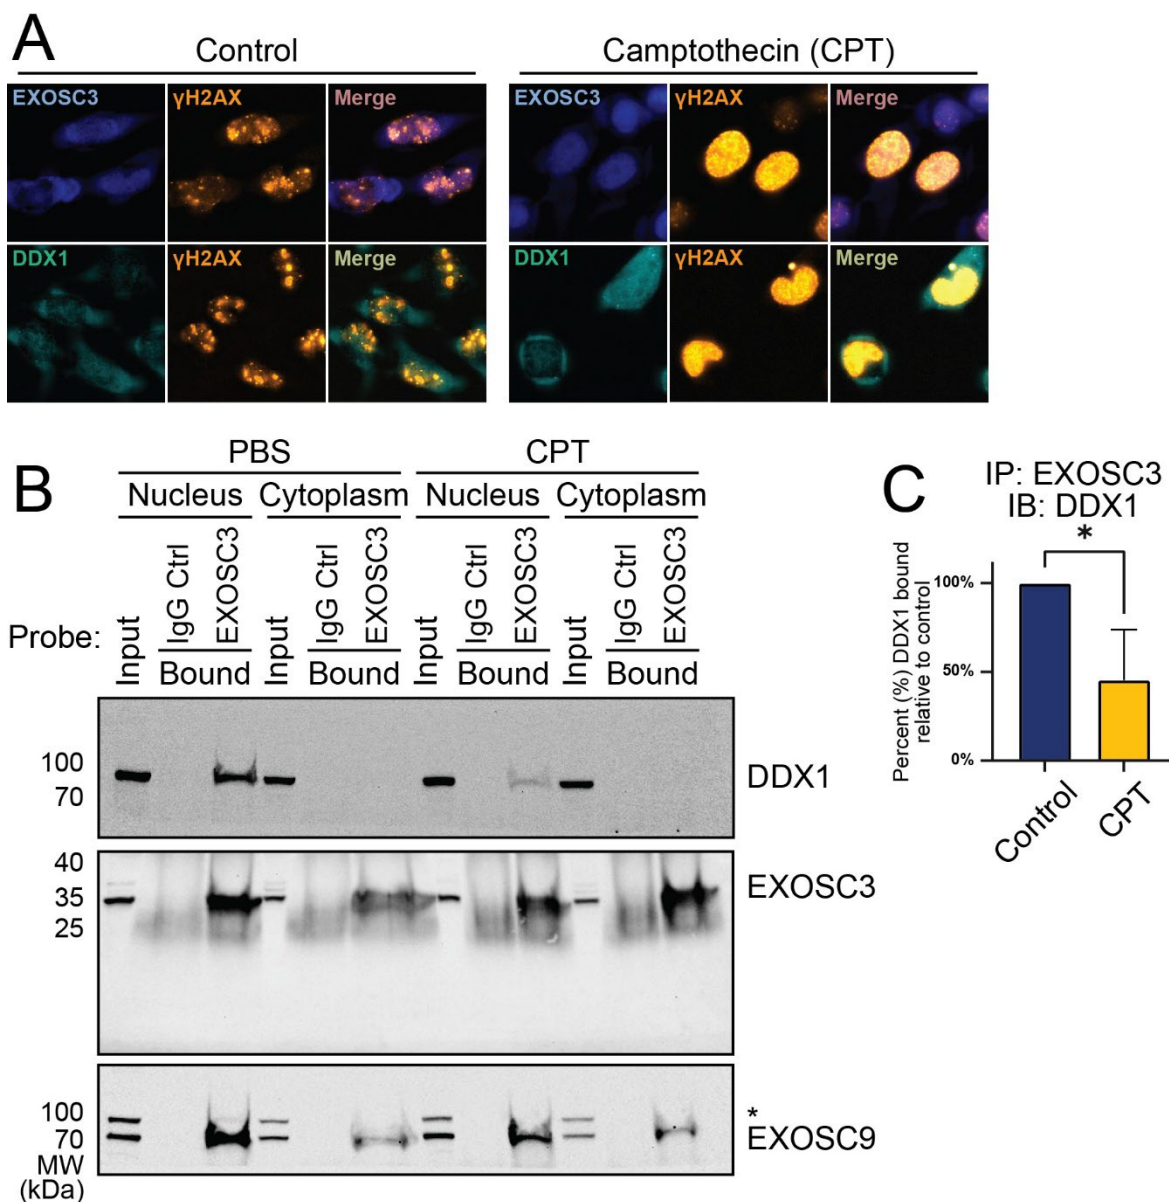 A
Control
Camptothecin (CPT)
EXOSC3
γH2AX
Merge
EXOSC3
γH2AX
Merge
DDX1
γH2AX
Merge
DDX1
γH2AX
Merge
B
PBS
CPT
Nucleus
Cytoplasm
Nucleus
Cytoplasm
Probe:
Input
IgG Ctrl
EXOSC3
Input
IgG Ctrl
EXOSC3
Input
IgG Ctrl
EXOSC3
Input
IgG Ctrl
EXOSC3
Bound
Bound
Bound
Bound
100
70
DDX1
40
35
25
EXOSC3
100
70
MW
(kDa)
*
EXOSC9
C
IP: EXOSC3
IB: DDX1
*
Percent (%) DDX1 bound
relative to control
100%
50%
0%
Control
CPT